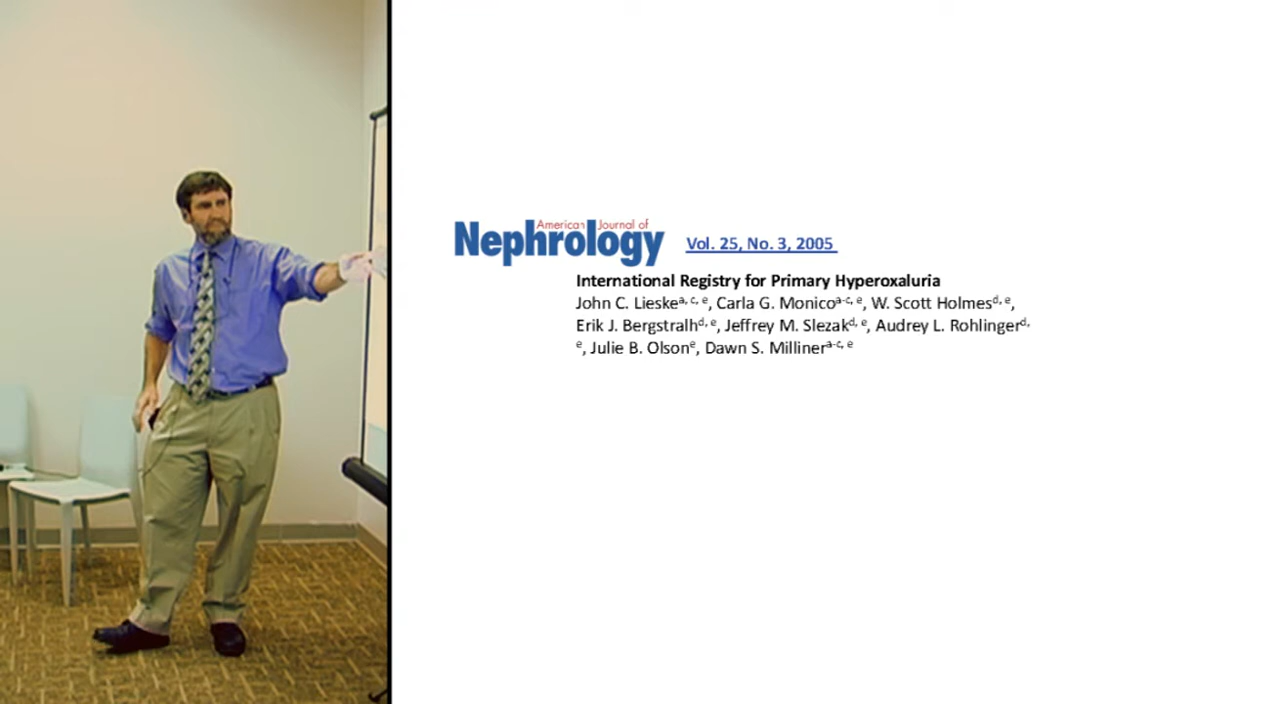 American Journal of
Nephrology Vol. 25, No. 3, 2005
International Registry for Primary Hyperoxaluria
John C. Lieskea, c, e, Carla G. Monicoa-c, e, W. Scott Holmesd, e,
Erik J. Bergstralhd, e, Jeffrey M. Slezakd, e, Audrey L. Rohlingerd,
e, Julie B. Olsone, Dawn S. Millinera-c, e